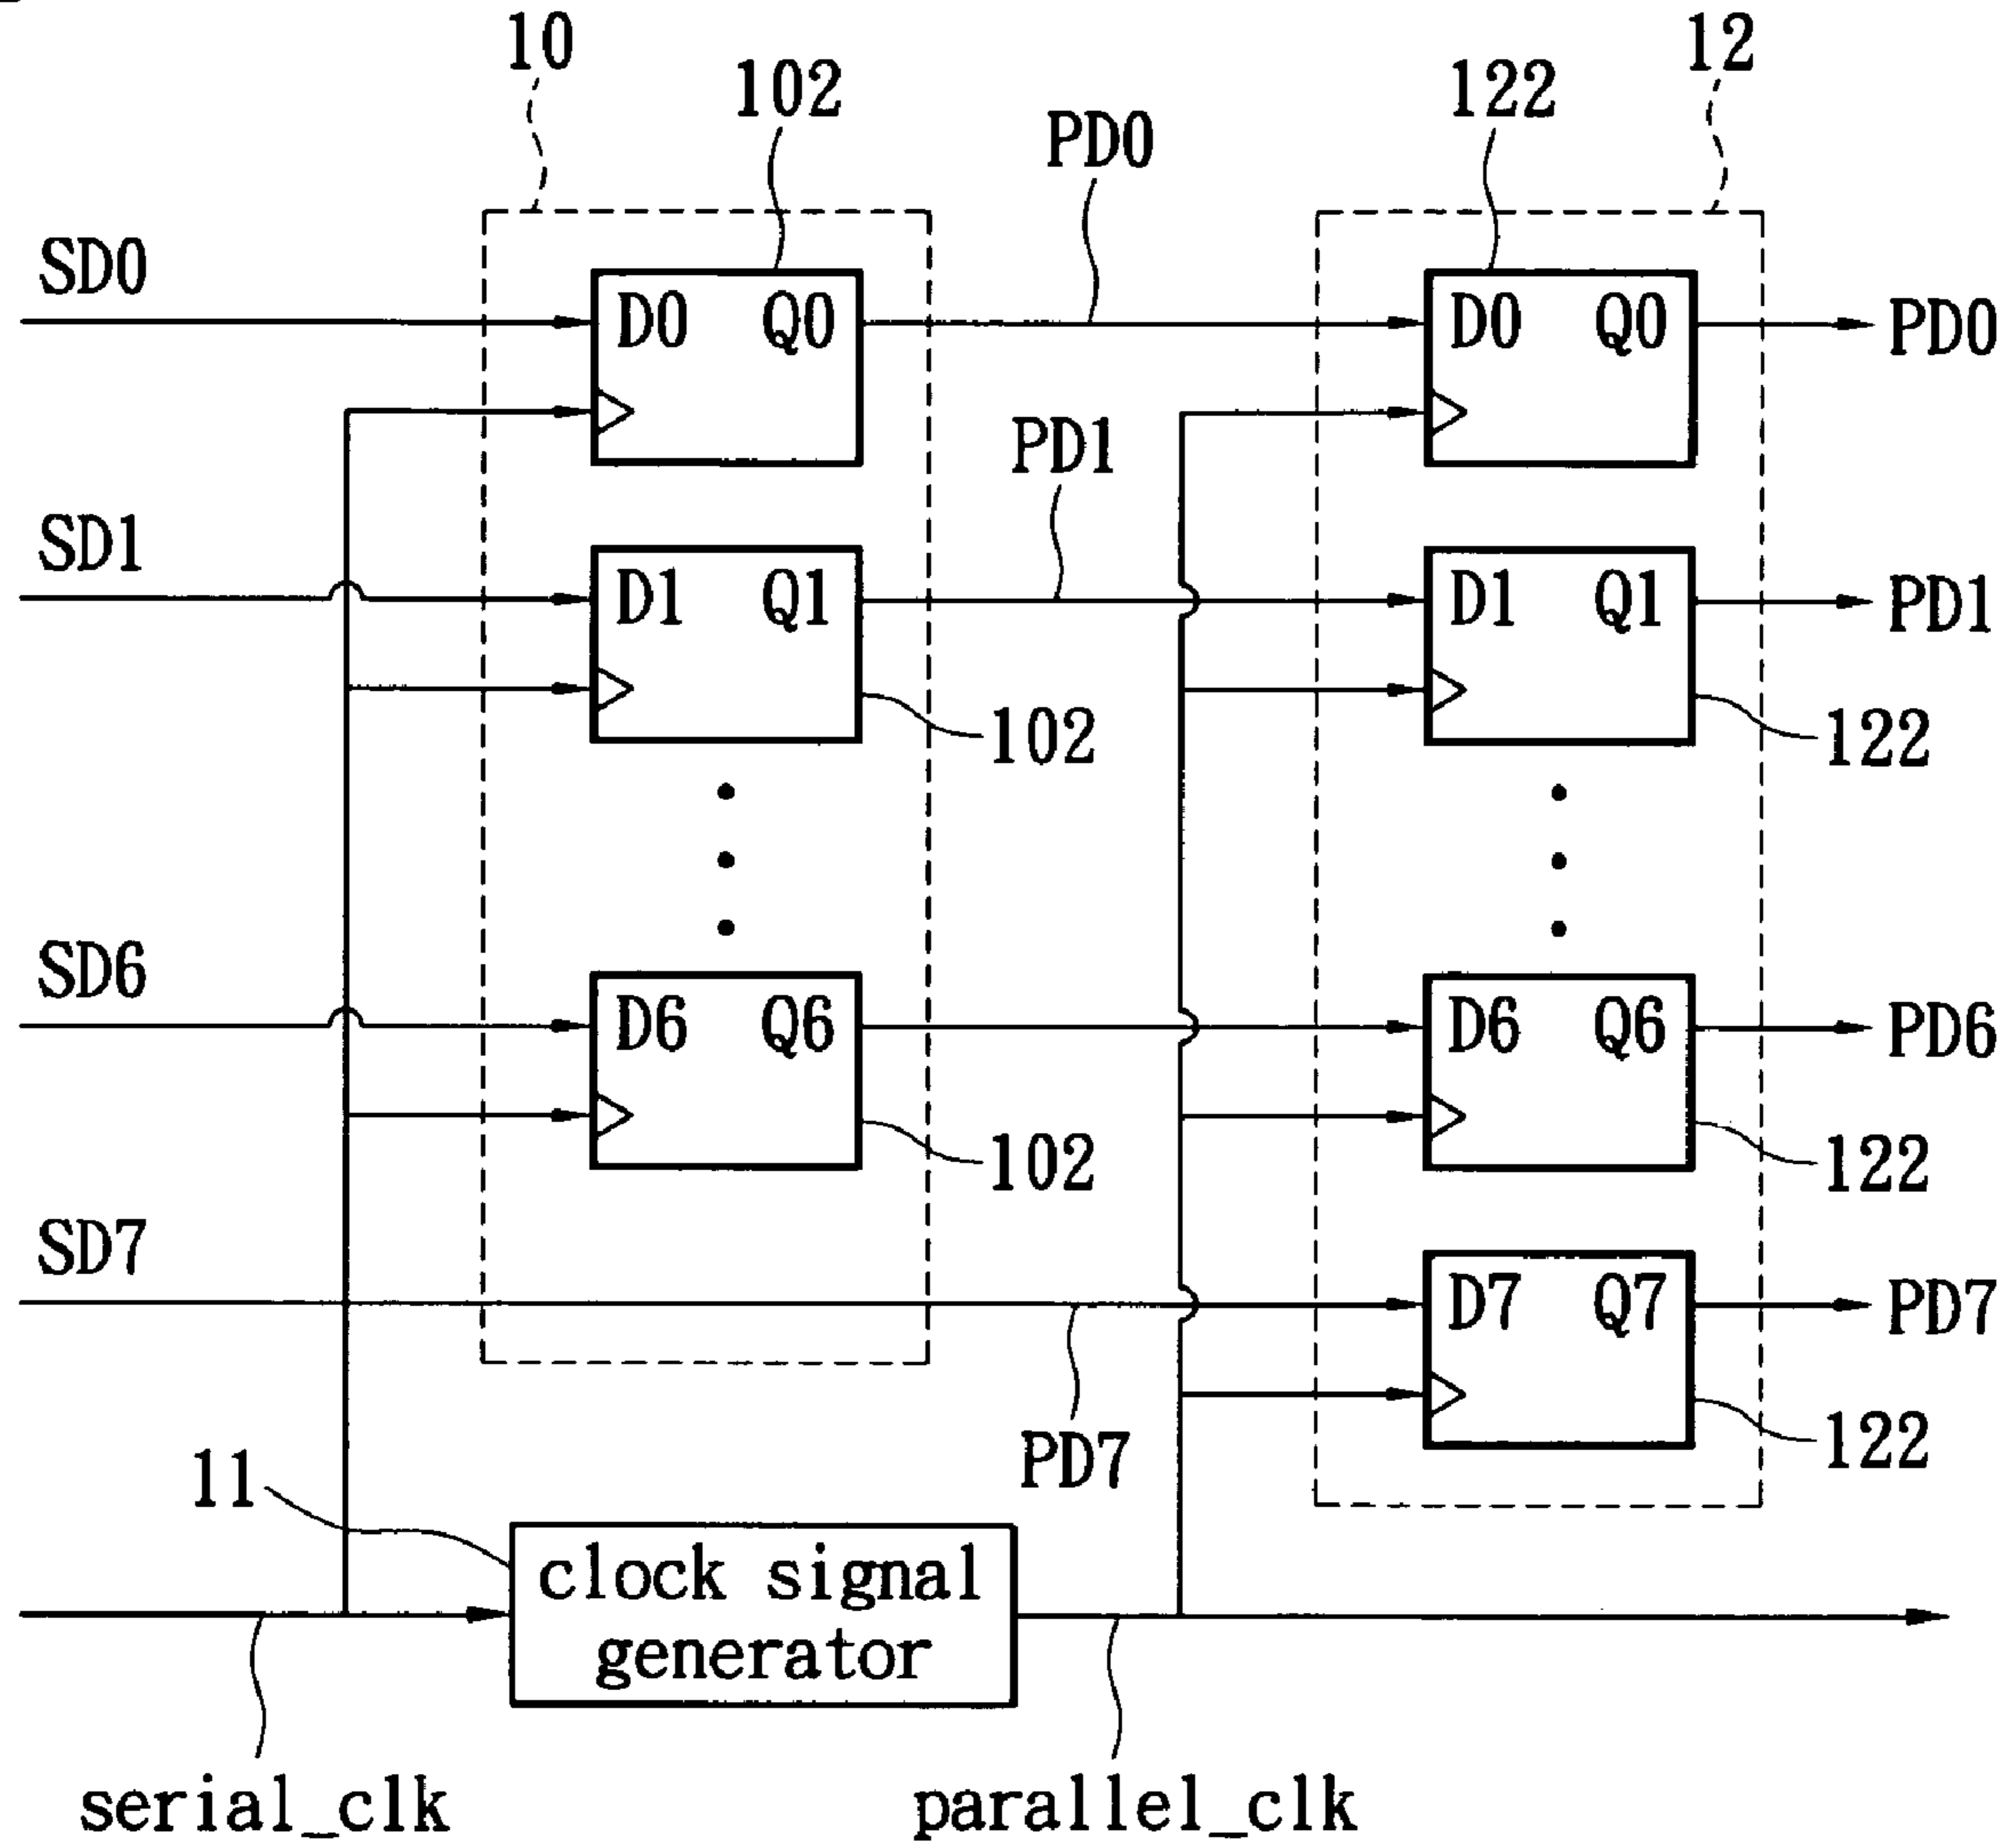 10
12
102
122
PD0
SD0
D0 Q0
D0 Q0
PD0
PD1
SD1
D1 Q1
D1 Q1
PD1
102
122
SD6
D6 Q6
D6 Q6
PD6
102
122
SD7
D7 Q7
PD7
PD7
122
11
clock signal
generator
serial_clk
parallel_clk